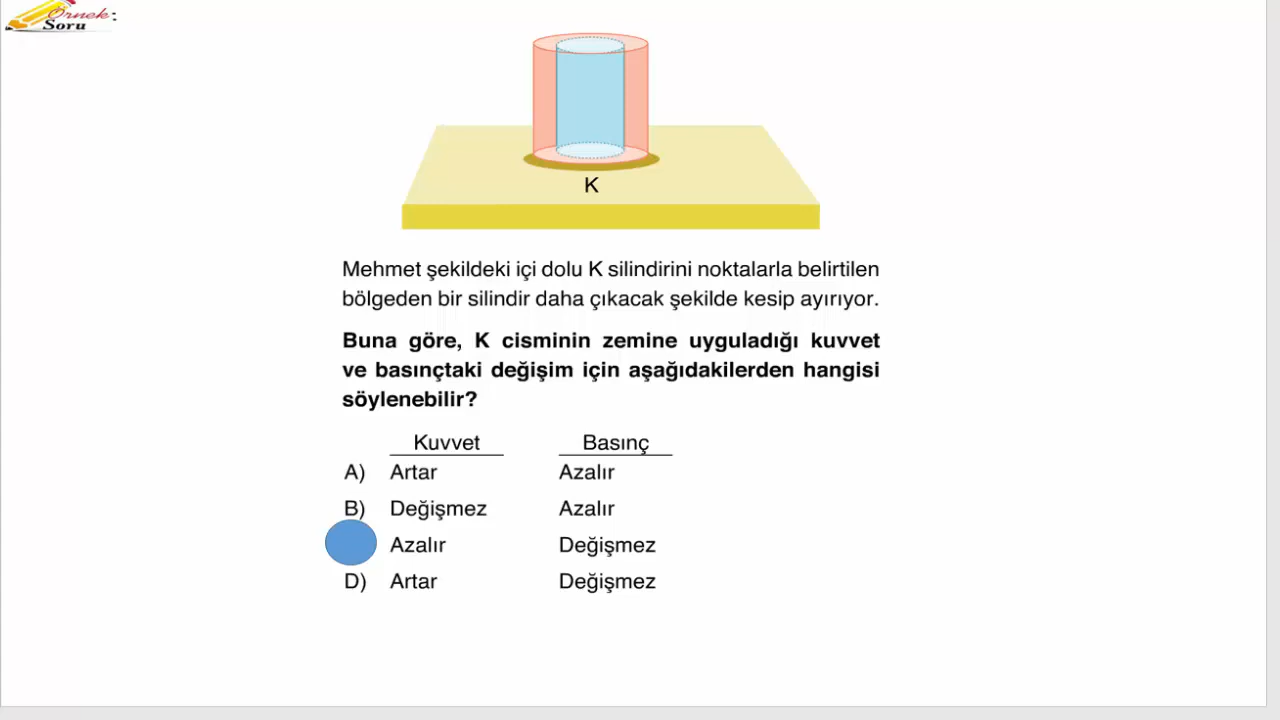 Örnek:
Soru
K
Mehmet şekildeki içi dolu K silindirini noktalarla belirtilen
bölgeden bir silindir daha çıkacak şekilde kesip ayırıyor.
Buna göre, K cisminin zemine uyguladığı kuvvet
ve basınçtaki değişim için aşağıdakilerden hangisi
söylenebilir?
Kuvvet Basınç
A) Artar Azalır
B) Değişmez Azalır
Azalır Değişmez
D) Artar Değişmez